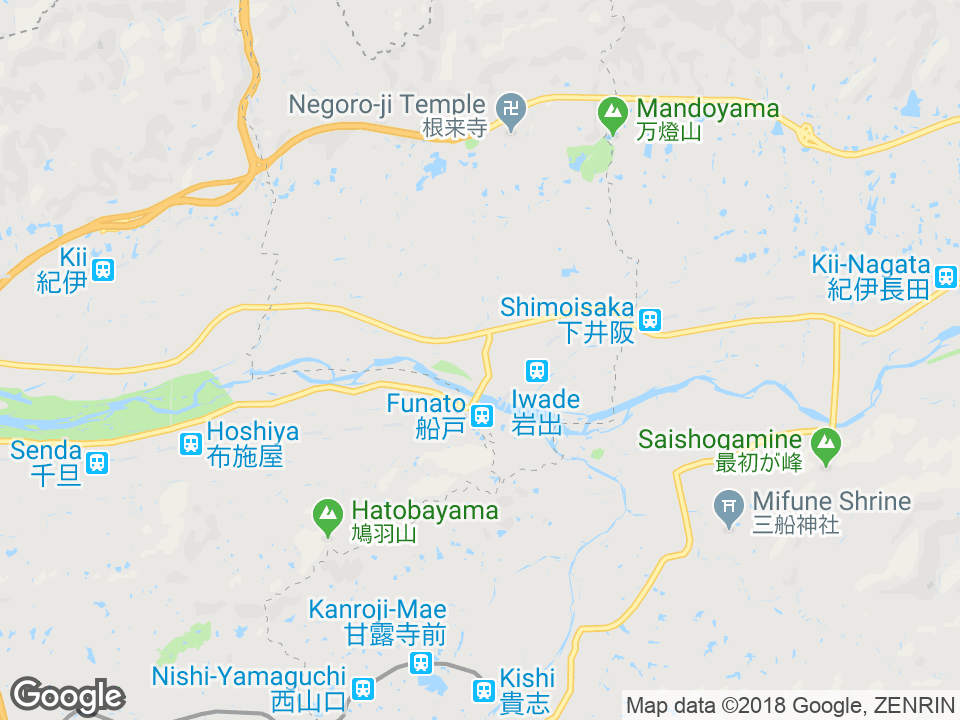 Negoro-ji Temple
根来寺
Mandoyama
万燈山
Kii
紀伊
Kii-Nagata
紀伊長田
Shimoisaka
下井阪
Iwade
岩出
Funato
船戸
Hoshiya
布施屋
Senda
千旦
Saishogamine
最初が峰
Hatobayama
鳩羽山
Mifune Shrine
三船神社
Kanroji-Mae
甘露寺前
Nishi-Yamaguchi
西山口
Kishi
貴志
Google
Map data ©2018 Google, ZENRIN